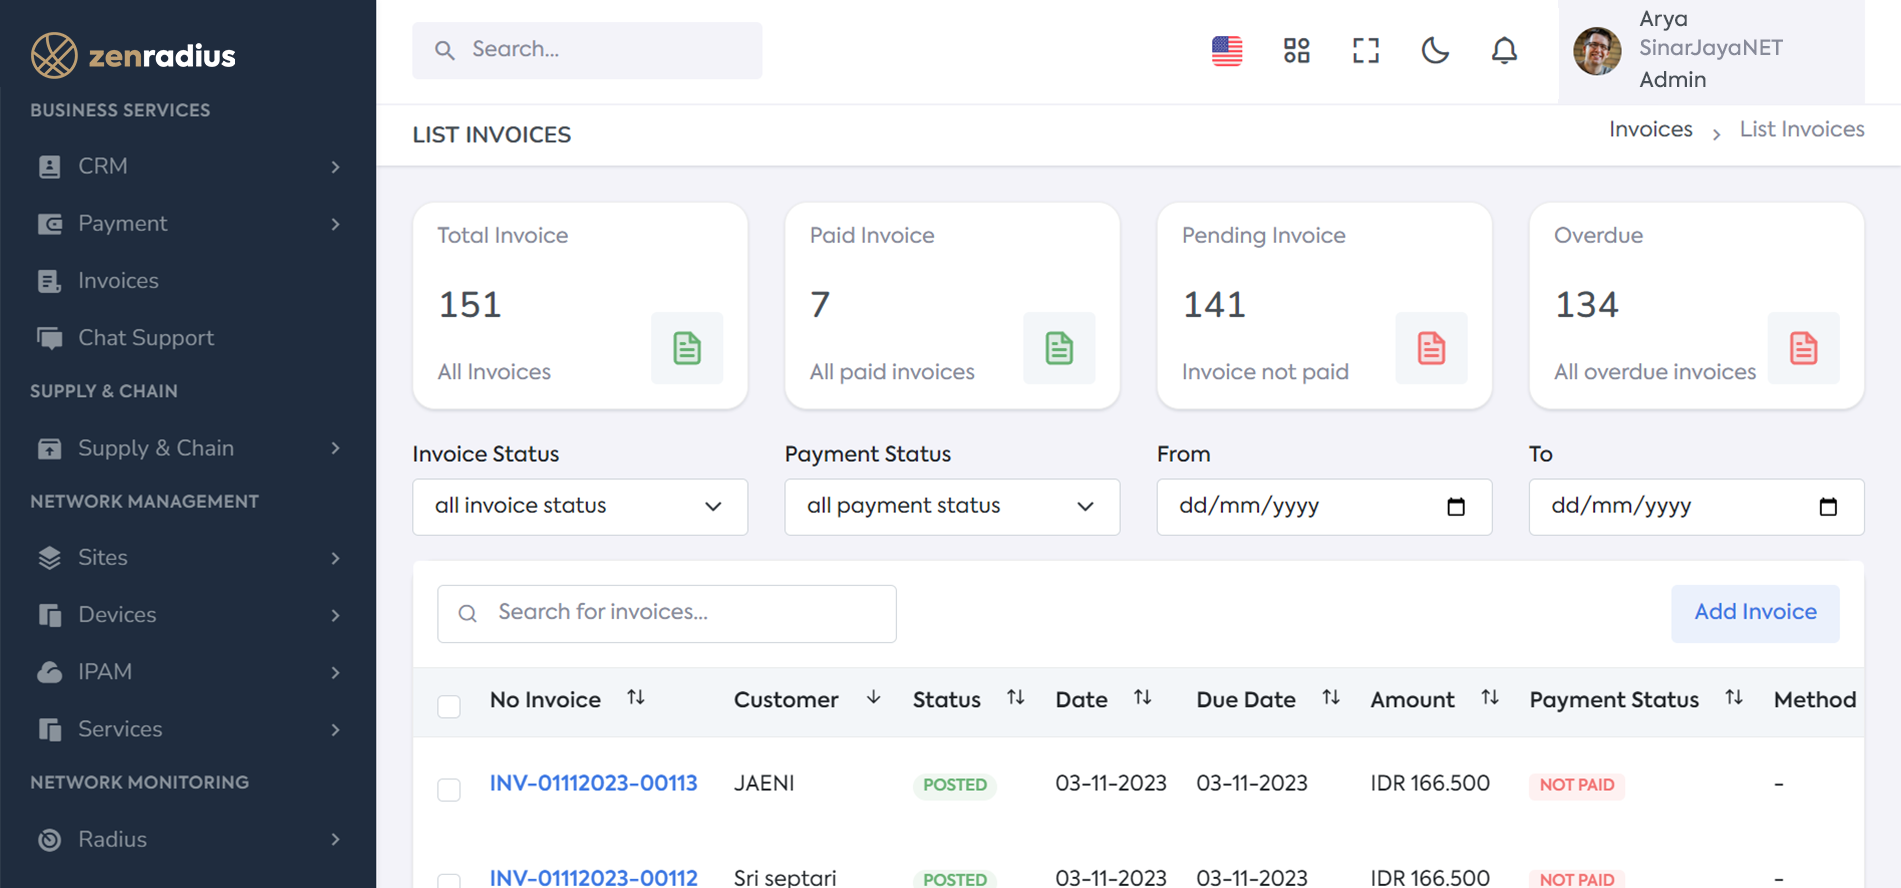 zenradius
BUSINESS SERVICES
CRM
Payment
Invoices
Chat Support
SUPPLY & CHAIN
Supply & Chain
NETWORK MANAGEMENT
Sites
Devices
IPAM
Services
NETWORK MONITORING
Radius
Search...
Arya
SinarJayaNET
Admin
LIST INVOICES
Invoices > List Invoices
Total Invoice
151
All Invoices
Paid Invoice
7
All paid invoices
Pending Invoice
141
Invoice not paid
Overdue
134
All overdue invoices
Invoice Status
all invoice status
Payment Status
all payment status
From
dd/mm/yyyy
To
dd/mm/yyyy
Search for invoices...
Add Invoice
No Invoice Customer Status Date Due Date Amount Payment Status Method
INV-01112023-00113 JAENI POSTED 03-11-2023 03-11-2023 IDR 166.500 NOT PAID -
INV-01112023-00112 Sri septari POSTED 03-11-2023 03-11-2023 IDR 166.500 NOT PAID -